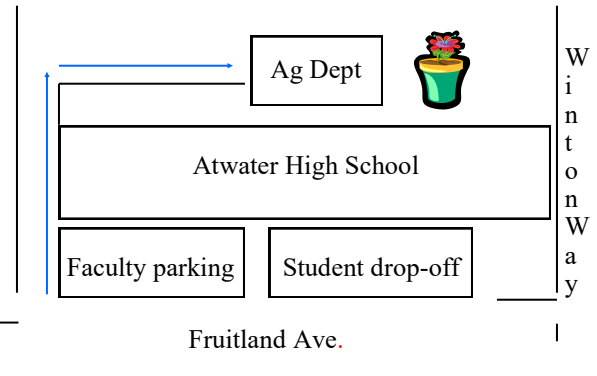 Ag Dept
Atwater High School
Faculty parking
Student drop-off
Fruitland Ave.
Winton Way